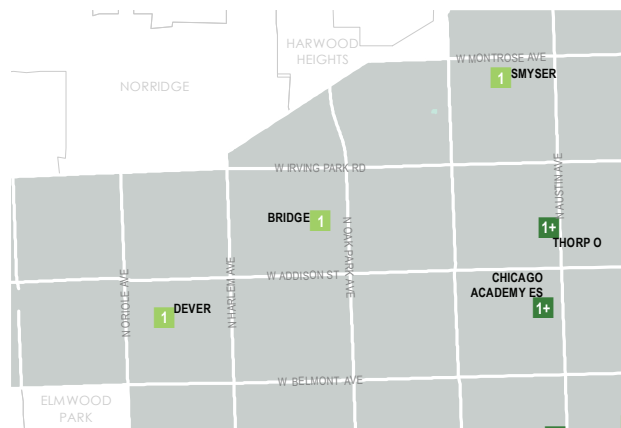 HARWOOD
HEIGHTS
W MONTROSE AVE
1
SMYSER
NORRIDGE
W IRVING PARK RD
N AUSTIN AVE
BRIDGE
1
N OAK PARK AVE
1+
THORP O
N ORIOLE AVE
N HARLEM AVE
W ADDISON ST
CHICAGO
ACADEMY ES
1+
1
DEVER
W BELMONT AVE
ELMWOOD
PARK